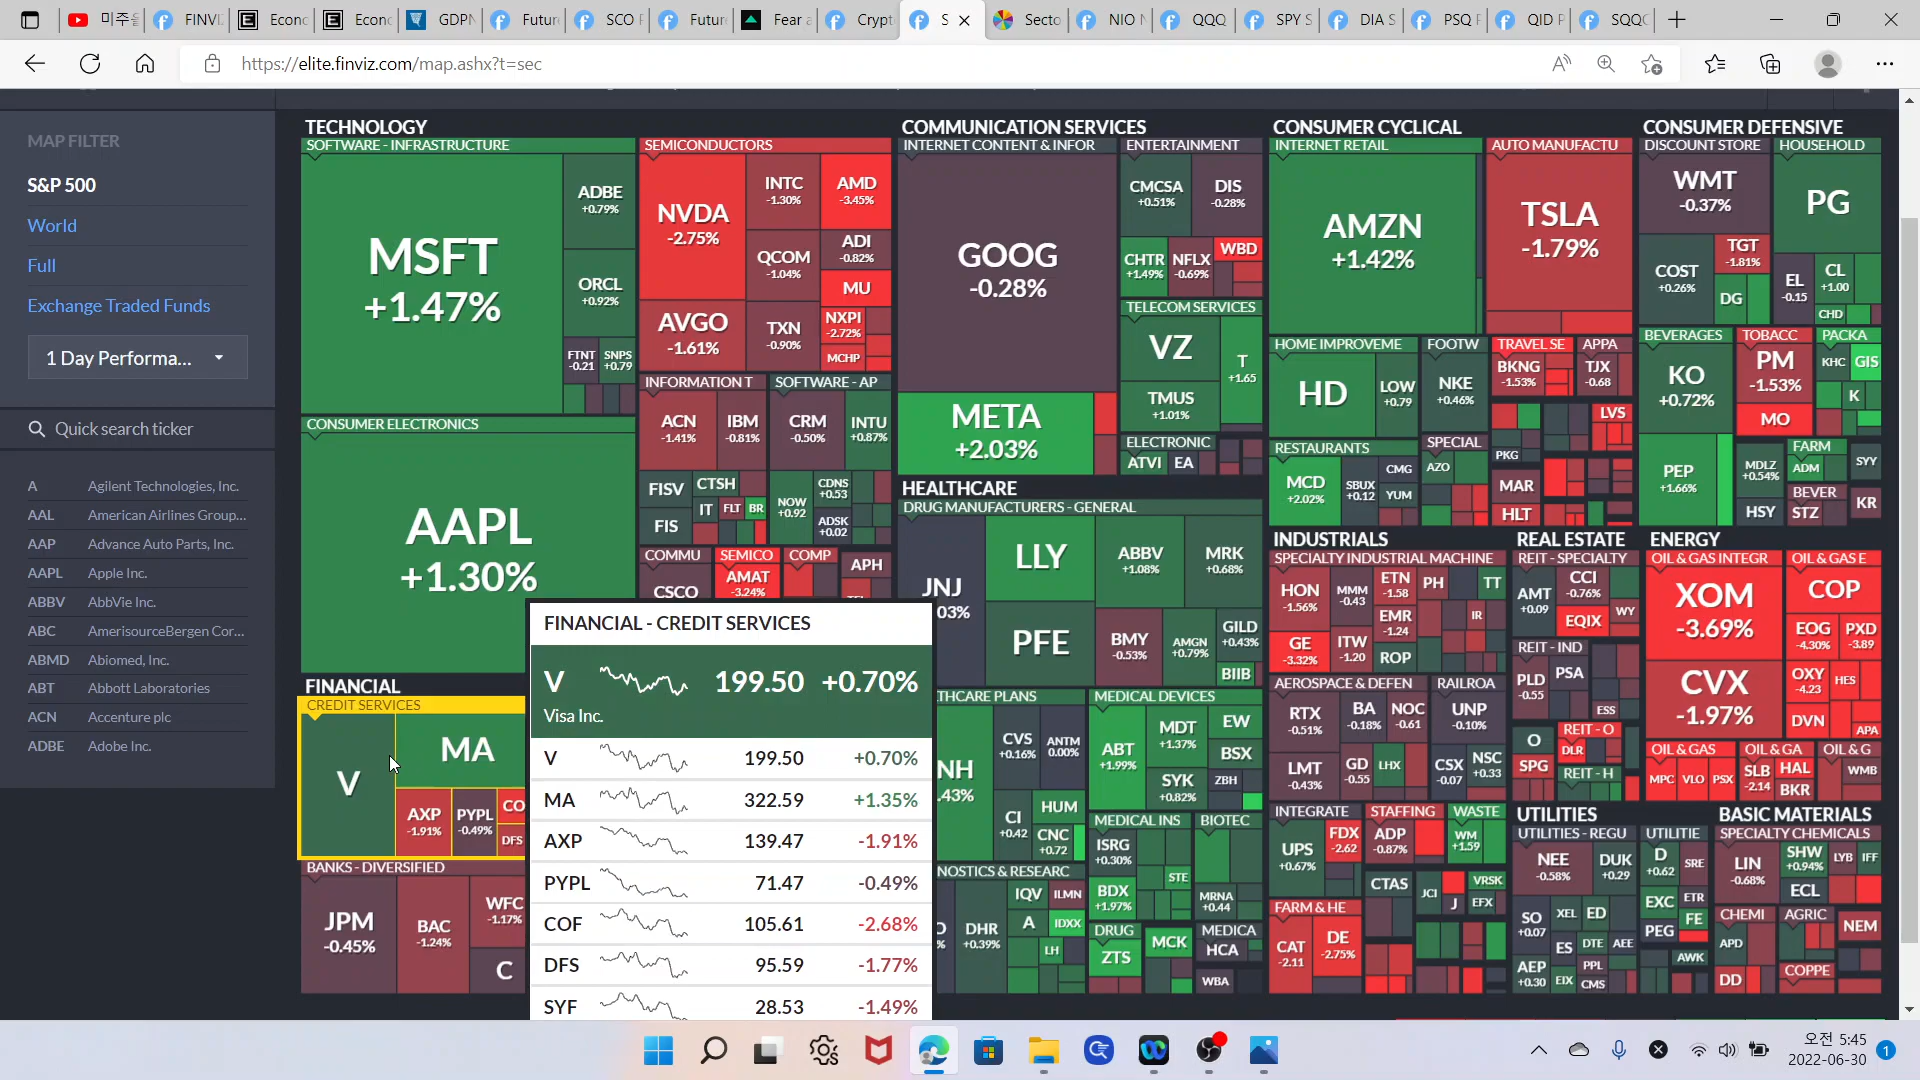 미주
FINVI
Econ
Econ
GDPN
Futur
SCO F
Futur
Fear a
Crypt
S
Secto
NIO N
QQQ
SPY S
DIA S
PSQ F
QID P
SQQQ
https://elite.finviz.com/map.ashx?t=sec
MAP FILTER
S&P 500
World
Full
Exchange Traded Funds
1 Day Performa...
Quick search ticker
A Agilent Technologies, Inc.
AAL American Airlines Group...
AAP Advance Auto Parts, Inc.
AAPL Apple Inc.
ABBV AbbVie Inc.
ABC AmerisourceBergen Cor...
ABMD Abiomed, Inc.
ABT Abbott Laboratories
ACN Accenture plc
ADBE Adobe Inc.
TECHNOLOGY
SOFTWARE - INFRASTRUCTURE
MSFT
+1.47%
ADBE
+0.79%
ORCL
+0.92%
FTNT
-0.21
SNPS
+0.79
CONSUMER ELECTRONICS
AAPL
+1.30%
SEMICONDUCTORS
NVDA
-2.75%
INTC
-1.30%
AMD
-3.45%
QCOM
-1.04%
ADI
-0.82%
MU
AVGO
-1.61%
TXN
-0.90%
NXPI
-2.72%
MCHP
INFORMATION T
ACN
-1.41%
IBM
-0.81%
FISV
CTSH
FIS
IT
FLT
BR
SOFTWARE - AP
CRM
-0.50%
INTU
+0.87%
NOW
+0.92
CDNS
+0.53
ADSK
+0.02
COMMU
CSCO
SEMICO
AMAT
-3.24%
COMP
APH
COMMUNICATION SERVICES
INTERNET CONTENT & INFOR
GOOG
-0.28%
META
+2.03%
ENTERTAINMENT
CMCSA
+0.51%
DIS
-0.28%
CHTR
+1.49%
NFLX
-0.69%
WBD
TELECOM SERVICES
VZ
T
+1.65
TMUS
+1.01%
ELECTRONIC
ATVI
EA
CONSUMER CYCLICAL
INTERNET RETAIL
AMZN
+1.42%
AUTO MANUFACTU
TSLA
-1.79%
HOME IMPROVEME
HD
LOW
+0.79
FOOTW
NKE
+0.46%
TRAVEL SE
BKNG
-1.53%
APPA
TJX
-0.68
LVS
PKG
MAR
HLT
RESTAURANTS
MCD
+2.02%
SBUX
+0.12
CMG
YUM
SPECIAL
AZO
CONSUMER DEFENSIVE
DISCOUNT STORE
WMT
-0.37%
COST
+0.26%
TGT
-1.81%
DG
HOUSEHOLD
PG
EL
-0.15
CL
+1.00
CHD
BEVERAGES
KO
+0.72%
PEP
+1.66%
TOBACC
PM
-1.53%
MO
PACKA
KHC
GIS
K
MDLZ
+0.54%
HSY
FARM
ADM
BEVER
STZ
SYY
KR
HEALTHCARE
DRUG MANUFACTURERS - GENERAL
JNJ
03%
LLY
ABBV
+1.08%
MRK
+0.68%
PFE
BMY
-0.53%
AMGN
+0.79%
GILD
+0.43%
BIIB
THCARE PLANS
NH
.43%
CVS
+0.16%
ANTM
0.00%
CI
+0.42
HUM
CNC
+0.72
MEDICAL DEVICES
ABT
+1.99%
MDT
+1.37%
EW
BSX
SYK
+0.82%
ZBH
MEDICAL INS
ISRG
+0.30%
BDX
+1.97%
STE
BIOTEC
MRNA
+0.44
NOSTICS & RESEARC
DHR
+0.39%
IQV
ILMN
A
IDXX
LH
DRUG
ZTS
MCK
MEDICA
HCA
WBA
INDUSTRIALS
SPECIALTY INDUSTRIAL MACHINE
HON
-1.56%
MMM
-0.43
ETN
-1.58
PH
TT
GE
-3.32%
ITW
-1.20
EMR
-1.24
IR
ROP
AEROSPACE & DEFEN
RTX
-0.51%
BA
-0.18%
NOC
-0.61
LMT
-0.43%
GD
-0.55
LHX
RAILROA
UNP
-0.10%
CSX
-0.07
NSC
+0.33
INTEGRATE
UPS
+0.67%
FDX
-2.62
STAFFING
ADP
-0.87%
WASTE
WM
+1.59
CTAS
JCI
J
VRSK
EFX
FARM & HE
CAT
-2.11
DE
-2.75%
REAL ESTATE
REIT - SPECIALTY
AMT
+0.09
CCI
-0.76%
EQIX
WY
REIT - IND
PLD
-0.55
PSA
ESS
O
SPG
REIT - O
DLR
REIT - H
ENERGY
OIL & GAS INTEGR
XOM
-3.69%
CVX
-1.97%
OIL & GAS E
COP
EOG
-4.30%
PXD
-3.89
OXY
-4.23
HES
DVN
APA
OIL & GAS
MPC
VLO
PSX
OIL & GA
SLB
-2.14
HAL
BKR
OIL & G
WMB
UTILITIES
UTILITIES - REGU
NEE
-0.58%
DUK
+0.29
SO
+0.07
XEL
ED
ES
DTE
AEE
AEP
+0.30
EIX
PPL
CMS
UTILITIE
D
+0.62
SRE
EXC
ETR
PEG
FE
AWK
BASIC MATERIALS
SPECIALTY CHEMICALS
LIN
-0.68%
SHW
+0.94%
LYB
IFF
ECL
CHEMI
APD
DD
AGRIC
NEM
COPPE
FINANCIAL
CREDIT SERVICES
V
MA
AXP
-1.91%
PYPL
-0.49%
CO
DFS
BANKS - DIVERSIFIED
JPM
-0.45%
BAC
-1.24%
WFC
-1.17%
C
FINANCIAL - CREDIT SERVICES
V 199.50 +0.70%
Visa Inc.
V 199.50 +0.70%
MA 322.59 +1.35%
AXP 139.47 -1.91%
PYPL 71.47 -0.49%
COF 105.61 -2.68%
DFS 95.59 -1.77%
SYF 28.53 -1.49%
오전 5:45
2022-06-30
1